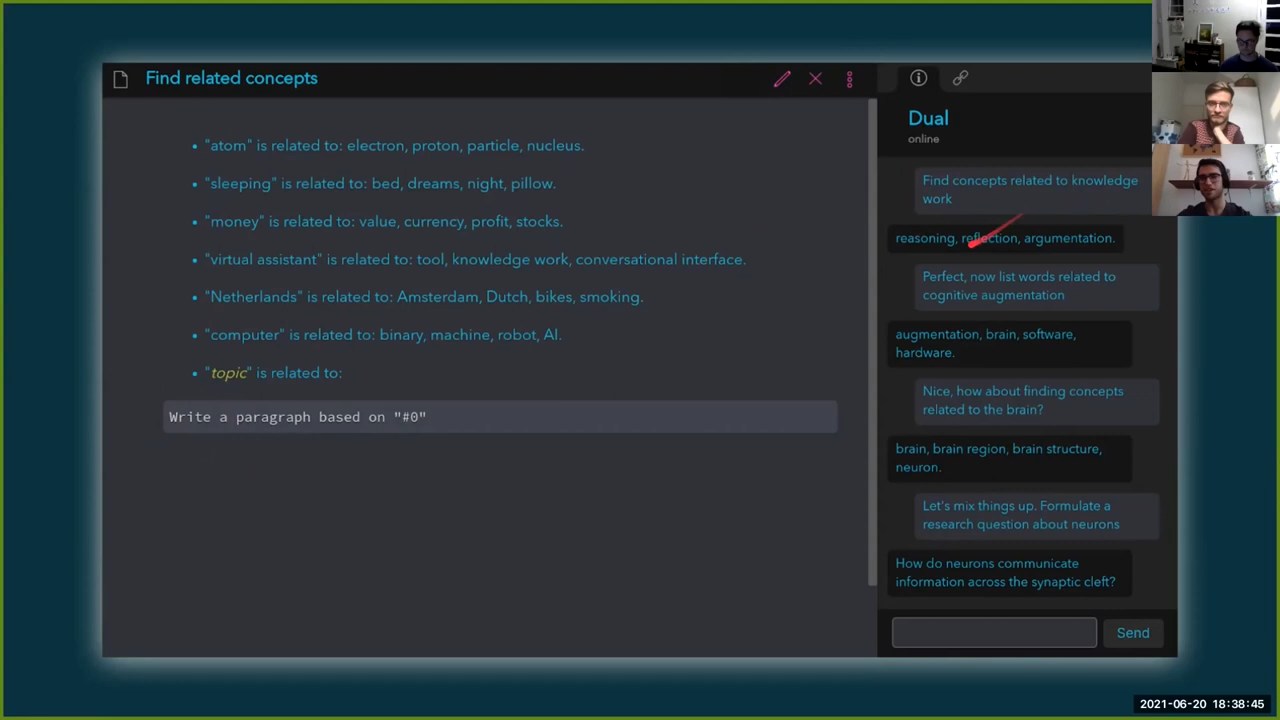 Find related concepts
• "atom" is related to: electron, proton, particle, nucleus.
• "sleeping" is related to: bed, dreams, night, pillow.
• "money" is related to: value, currency, profit, stocks.
• "virtual assistant" is related to: tool, knowledge work, conversational interface.
• "Netherlands" is related to: Amsterdam, Dutch, bikes, smoking.
• "computer" is related to: binary, machine, robot, AI.
• "topic" is related to:
Write a paragraph based on "#0"
Dual
online
Find concepts related to knowledge
work
reasoning, reflection, argumentation.
Perfect, now list words related to
cognitive augmentation
augmentation, brain, software,
hardware.
Nice, how about finding concepts
related to the brain?
brain, brain region, brain structure,
neuron.
Let's mix things up. Formulate a
research question about neurons
How do neurons communicate
information across the synaptic cleft?
Send
2021-06-20 18:38:45